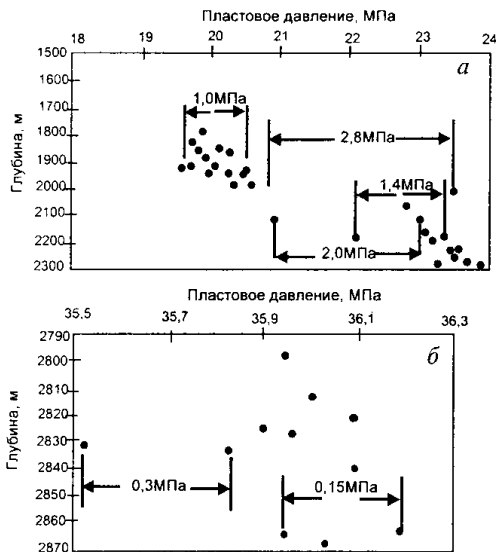 Пластовое давление, МПа
18 19 20 21 22 23 24
Глубина, м
1500
1600
1700
1800
1900
2000
2100
2200
2300
а
1,0МПа
2,8МПа
1,4МПа
2,0МПа
Пластовое давление, МПа
35,5 35,7 35,9 36,1 36,3
Глубина, м
2790
2800
2810
2820
2830
2840
2850
2860
2870
б
0,3МПа
0,15МПа